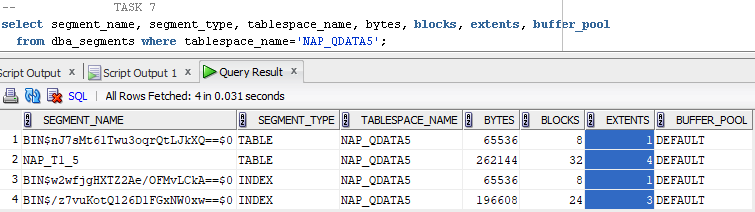 -- TASK 7
select segment_name, segment_type, tablespace_name, bytes, blocks, extents, buffer_pool
from dba_segments where tablespace_name='NAP_QDATA5';
Script Output x Script Output 1 x Query Result x
SQL | All Rows Fetched: 4 in 0.031 seconds
SEGMENT_NAME SEGMENT_TYPE TABLESPACE_NAME BYTES BLOCKS EXTENTS BUFFER_POOL
1 BIN$nJ7sMt61Twu3oqrQtLJkXQ==$0 TABLE NAP_QDATA5 65536 8 1 DEFAULT
2 NAP_T1_5 TABLE NAP_QDATA5 262144 32 4 DEFAULT
3 BIN$w2wfjgHXTZ2Ae/OFMvLCkA==$0 INDEX NAP_QDATA5 65536 8 1 DEFAULT
4 BIN$/z7vuKotQ126D1FGxNW0xw==$0 INDEX NAP_QDATA5 196608 24 3 DEFAULT